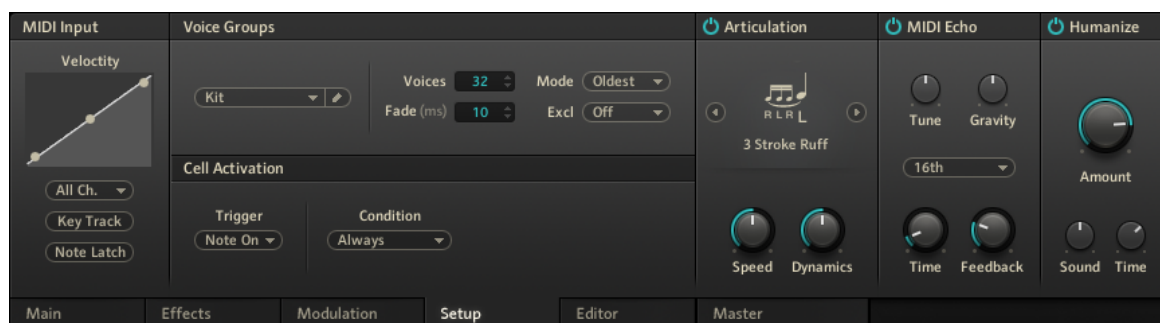 MIDI Input
Voice Groups
Articulation
MIDI Echo
Humanize
Veloctity
All Ch.
Key Track
Note Latch
Kit
Voices 32
Mode Oldest
Fade (ms) 10
Excl Off
Cell Activation
Trigger
Note On
Condition
Always
R L R L
3 Stroke Ruff
Speed Dynamics
Tune Gravity
16th
Time Feedback
Amount
Sound Time
Main Effects Modulation Setup Editor Master